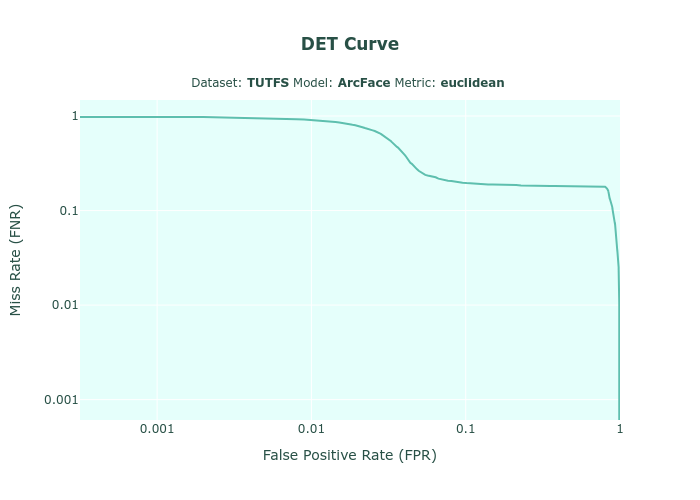 DET Curve
Dataset: TUTFS Model: ArcFace Metric: euclidean
Miss Rate (FNR)
1
0.1
0.01
0.001
0.001
0.01
0.1
1
False Positive Rate (FPR)